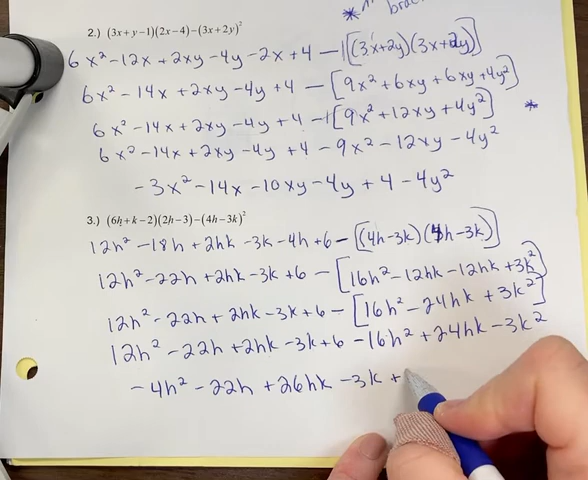 brac
2.) (3x+y-1)(2x-4)-(3x+2y)²
6x²-12x+2xy-4y-2x+4-1[(3x+2y)(3x+2y)]
6x²-14x+2xy-4y+4-[9x²+6xy+6xy+4y²]
6x²-14x+2xy-4y+4-1[9x²+12xy+4y²] *
6x²-14x+2xy-4y+4-9x²-12xy-4y²
-3x²-14x-10xy-4y+4-4y²
3.) (6h+k-2)(2h-3)-(4h-3k)²
12h²-18h+2hk-3k-4h+6-[(4h-3k)(4h-3k)]
12h²-22h+2hk-3k+6-[16h²-12hk-12hk+3k²]
12h²-22h+2hk-3k+6-[16h²-24hk+3k²]
12h²-22h+2hk-3k+6-16h²+24hk-3k²
-4h²-22h+26hk-3k+